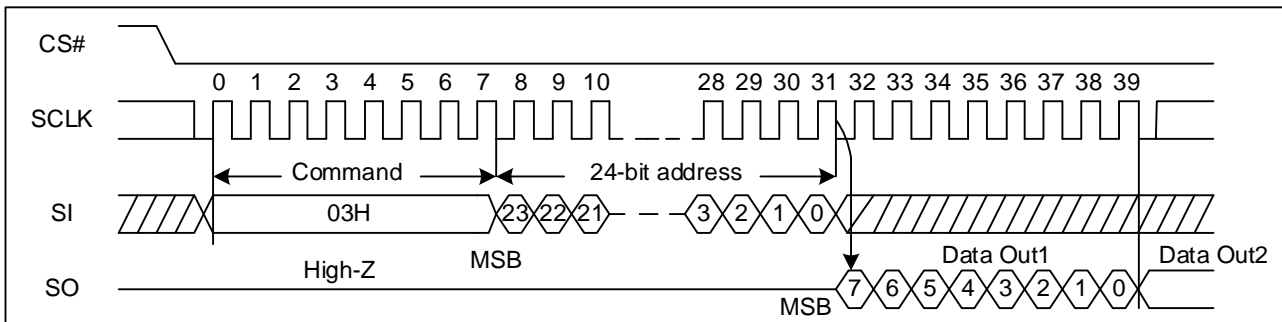 CS#
0 1 2 3 4 5 6 7 8 9 10 28 29 30 31 32 33 34 35 36 37 38 39
SCLK
Command 24-bit address
SI 03H 23 22 21 3 2 1 0
High-Z MSB Data Out1 Data Out2
SO MSB 7 6 5 4 3 2 1 0